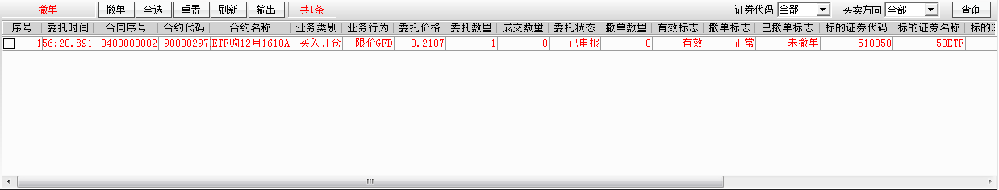 撤单 撤单 全选 重置 刷新 输出 共1条 证券代码 全部 买卖方向 全部 查询
序号 委托时间 合同序号 合约代码 合约名称 业务类别 业务行为 委托价格 委托数量 成交数量 委托状态 撤单数量 有效标志 撤单标志 已撤单标志 标的证券代码 标的证券名称 标的
1 56:20.891 0400000002 90000297 ETF购12月1610A 买入开仓 限价GFD 0.2107 1 0 已申报 0 有效 正常 未撤单 510050 50ETF